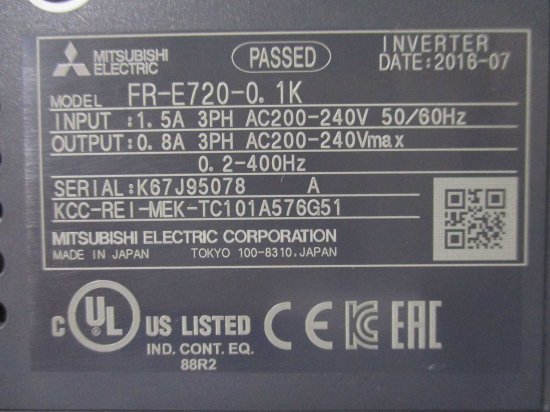 MITSUBISHI
ELECTRIC
PASSED
INVERTER
DATE:2016-07
MODEL FR-E720-0.1K
INPUT :1.5A 3PH AC200-240V 50/60Hz
OUTPUT:0.8A 3PH AC200-240Vmax
0.2-400Hz
SERIAL:K67J95078 A
KCC-REI-MEK-TC101A576G51
MITSUBISHI ELECTRIC CORPORATION
MADE IN JAPAN TOKYO 100-8310,JAPAN
C UL US LISTED CE EAC
IND. CONT. EQ.
88R2